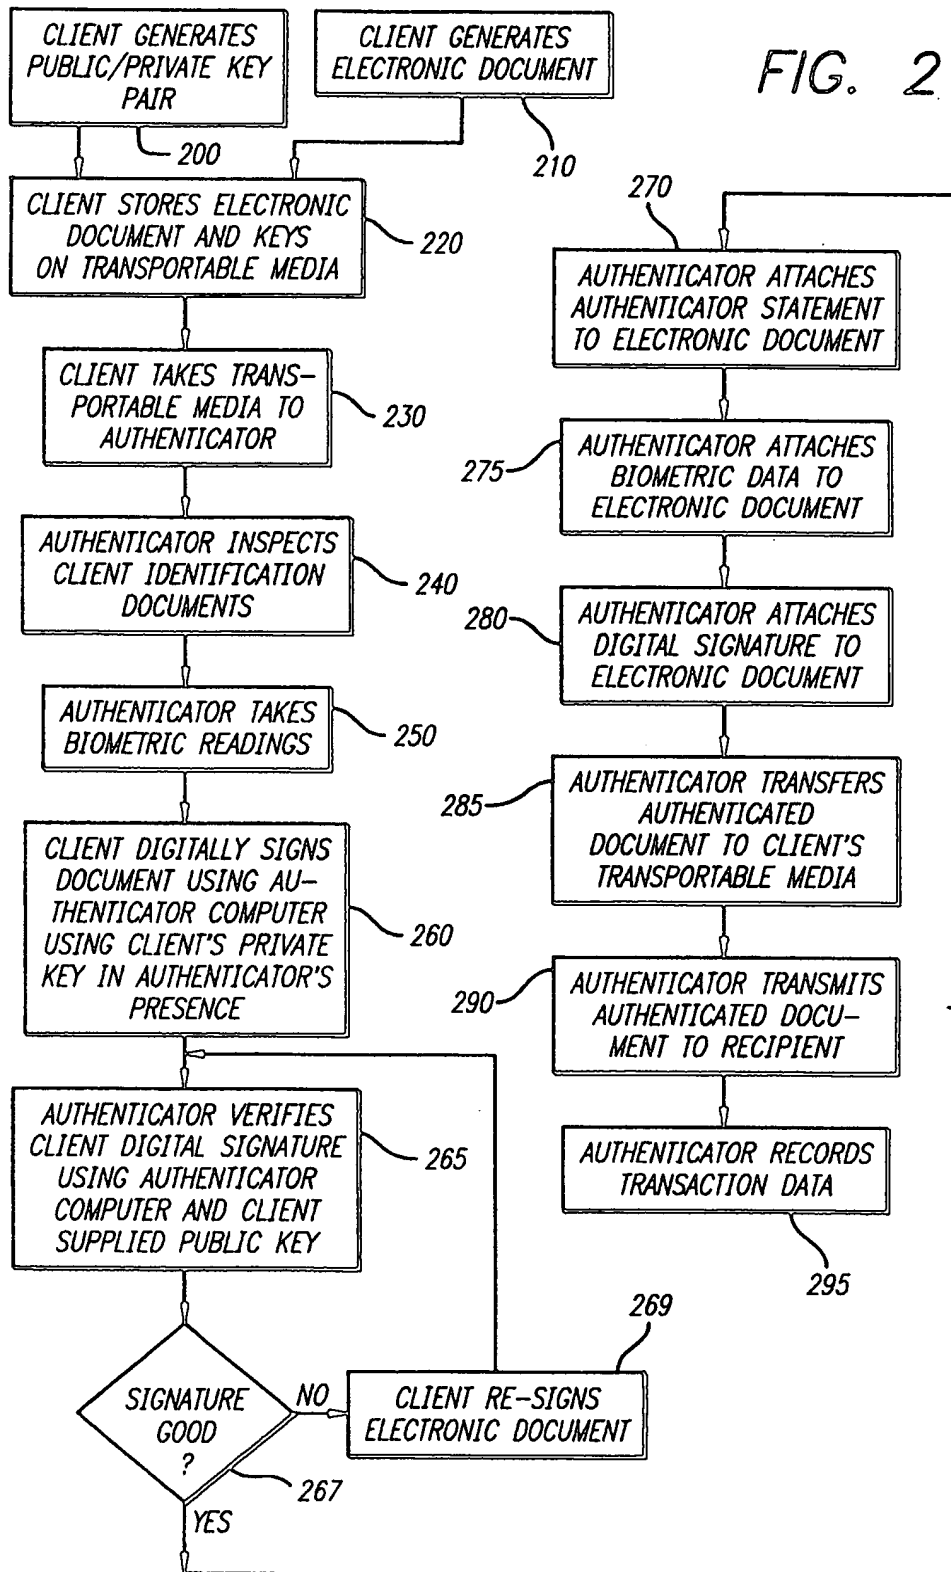 CLIENT GENERATES
PUBLIC/PRIVATE KEY
PAIR
200
CLIENT GENERATES
ELECTRONIC DOCUMENT
210
FIG. 2
CLIENT STORES ELECTRONIC
DOCUMENT AND KEYS
ON TRANSPORTABLE MEDIA
220
CLIENT TAKES TRANS-
PORTABLE MEDIA TO
AUTHENTICATOR
230
AUTHENTICATOR INSPECTS
CLIENT IDENTIFICATION
DOCUMENTS
240
AUTHENTICATOR TAKES
BIOMETRIC READINGS
250
CLIENT DIGITALLY SIGNS
DOCUMENT USING AU-
THENTICATOR COMPUTER
USING CLIENT'S PRIVATE
KEY IN AUTHENTICATOR'S
PRESENCE
260
AUTHENTICATOR VERIFIES
CLIENT DIGITAL SIGNATURE
USING AUTHENTICATOR
COMPUTER AND CLIENT
SUPPLIED PUBLIC KEY
265
SIGNATURE
GOOD
?
267
NO
YES
CLIENT RE-SIGNS
ELECTRONIC DOCUMENT
269
270
AUTHENTICATOR ATTACHES
AUTHENTICATOR STATEMENT
TO ELECTRONIC DOCUMENT
275
AUTHENTICATOR ATTACHES
BIOMETRIC DATA TO
ELECTRONIC DOCUMENT
280
AUTHENTICATOR ATTACHES
DIGITAL SIGNATURE TO
ELECTRONIC DOCUMENT
285
AUTHENTICATOR TRANSFERS
AUTHENTICATED
DOCUMENT TO CLIENT'S
TRANSPORTABLE MEDIA
290
AUTHENTICATOR TRANSMITS
AUTHENTICATED DOCU-
MENT TO RECIPIENT
AUTHENTICATOR RECORDS
TRANSACTION DATA
295